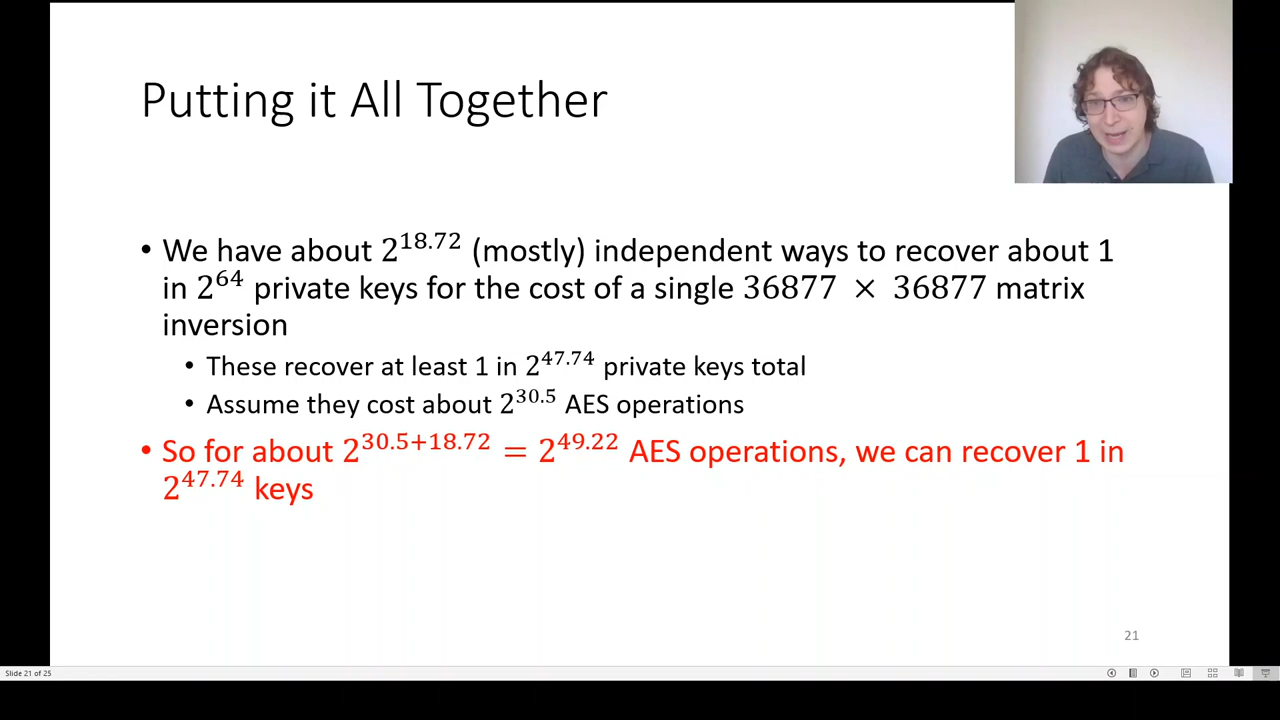 Putting it All Together
• We have about 2^18.72 (mostly) independent ways to recover about 1
in 2^64 private keys for the cost of a single 36877 × 36877 matrix
inversion
• These recover at least 1 in 2^47.74 private keys total
• Assume they cost about 2^30.5 AES operations
• So for about 2^30.5+18.72 = 2^49.22 AES operations, we can recover 1 in
2^47.74 keys
21
Slide 21 of 25